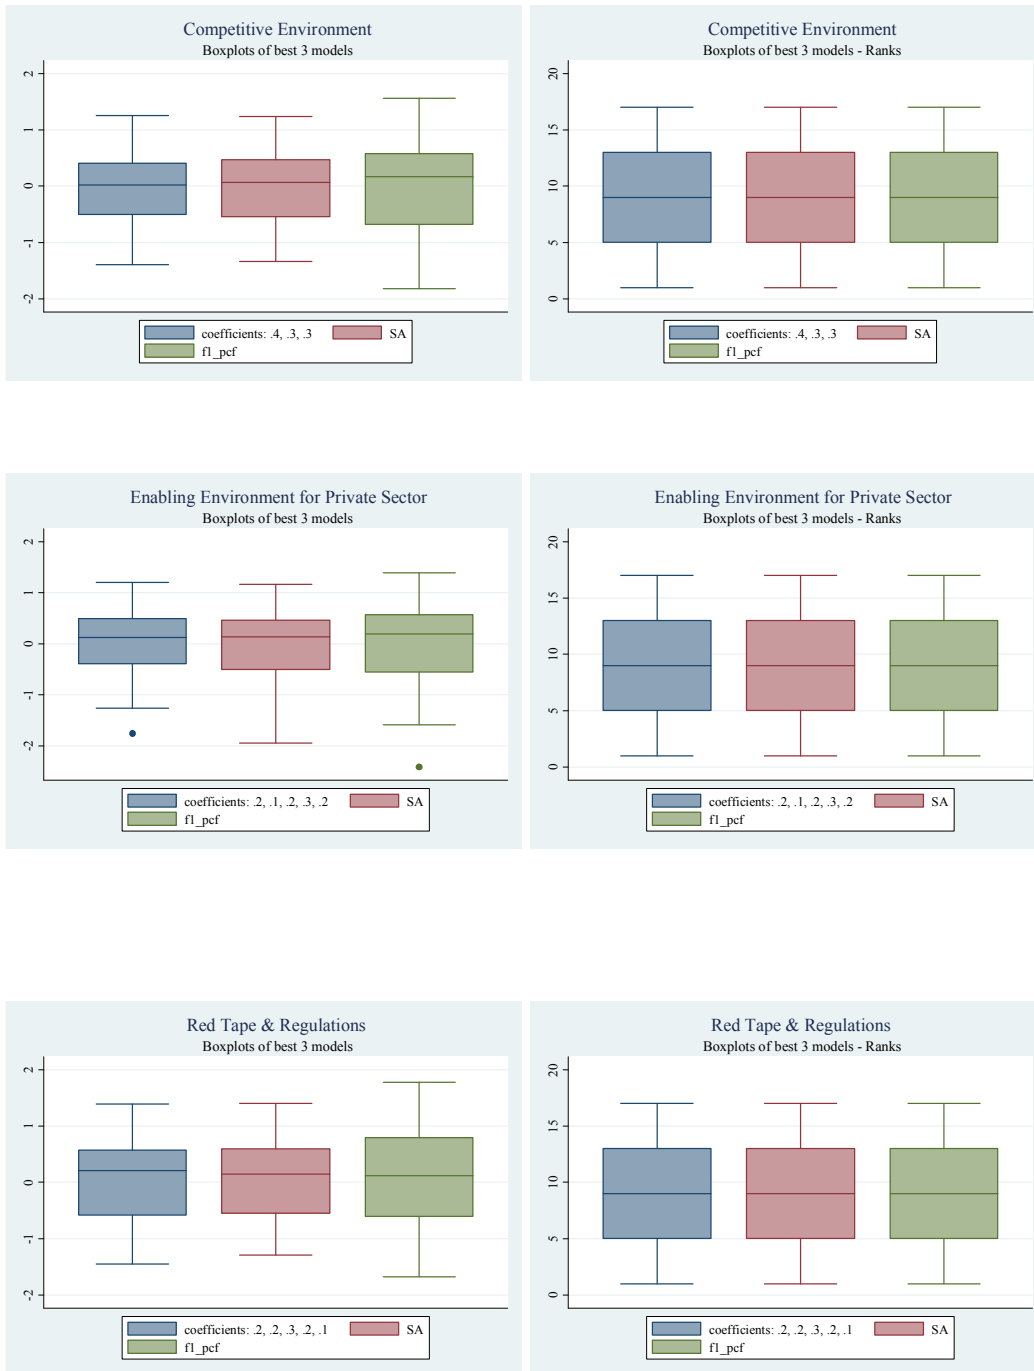 Competitive Environment
Boxplots of best 3 models
2
1
0
-1
-2
coefficients: .4, .3, .3
SA
f1_pcf
Competitive Environment
Boxplots of best 3 models - Ranks
20
15
10
5
0
coefficients: .4, .3, .3
SA
f1_pcf
Enabling Environment for Private Sector
Boxplots of best 3 models
2
1
0
-1
-2
coefficients: .2, .1, .2, .3, .2
SA
f1_pcf
Enabling Environment for Private Sector
Boxplots of best 3 models - Ranks
20
15
10
5
0
coefficients: .2, .1, .2, .3, .2
SA
f1_pcf
Red Tape & Regulations
Boxplots of best 3 models
2
1
0
-1
-2
coefficients: .2, .2, .3, .2, .1
SA
f1_pcf
Red Tape & Regulations
Boxplots of best 3 models - Ranks
20
15
10
5
0
coefficients: .2, .2, .3, .2, .1
SA
f1_pcf